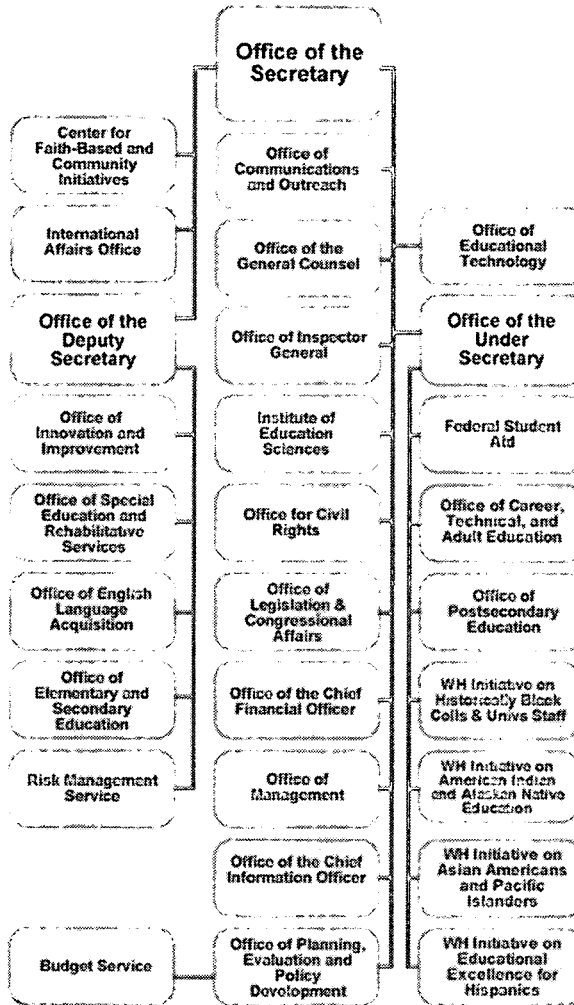 Office of the
Secretary
Center for
Faith-Based and
Community
Initiatives
Office of
Communications
and Outreach
International
Affairs Office
Office of the
General Counsel
Office of
Educational
Technology
Office of the
Deputy
Secretary
Office of Inspector
General
Office of the
Under
Secretary
Office of
Innovation and
Improvement
Institute of
Education
Sciences
Federal Student
Aid
Office of Special
Education and
Rehabilitative
Services
Office for Civil
Rights
Office of Career,
Technical, and
Adult Education
Office of English
Language
Acquisition
Office of
Legislation &
Congressional
Affairs
Office of
Postsecondary
Education
Office of
Elementary and
Secondary
Education
Office of the Chief
Financial Officer
WH Initiative on
Historically Black
Colls & Univs Staff
Risk Management
Service
Office of
Management
WH Initiative on
American Indian
and Alaskan Native
Education
Office of the Chief
Information Officer
WH Initiative on
Asian Americans
and Pacific
Islanders
Budget Service
Office of Planning,
Evaluation and
Policy
Development
WH Initiative on
Educational
Excellence for
Hispanics